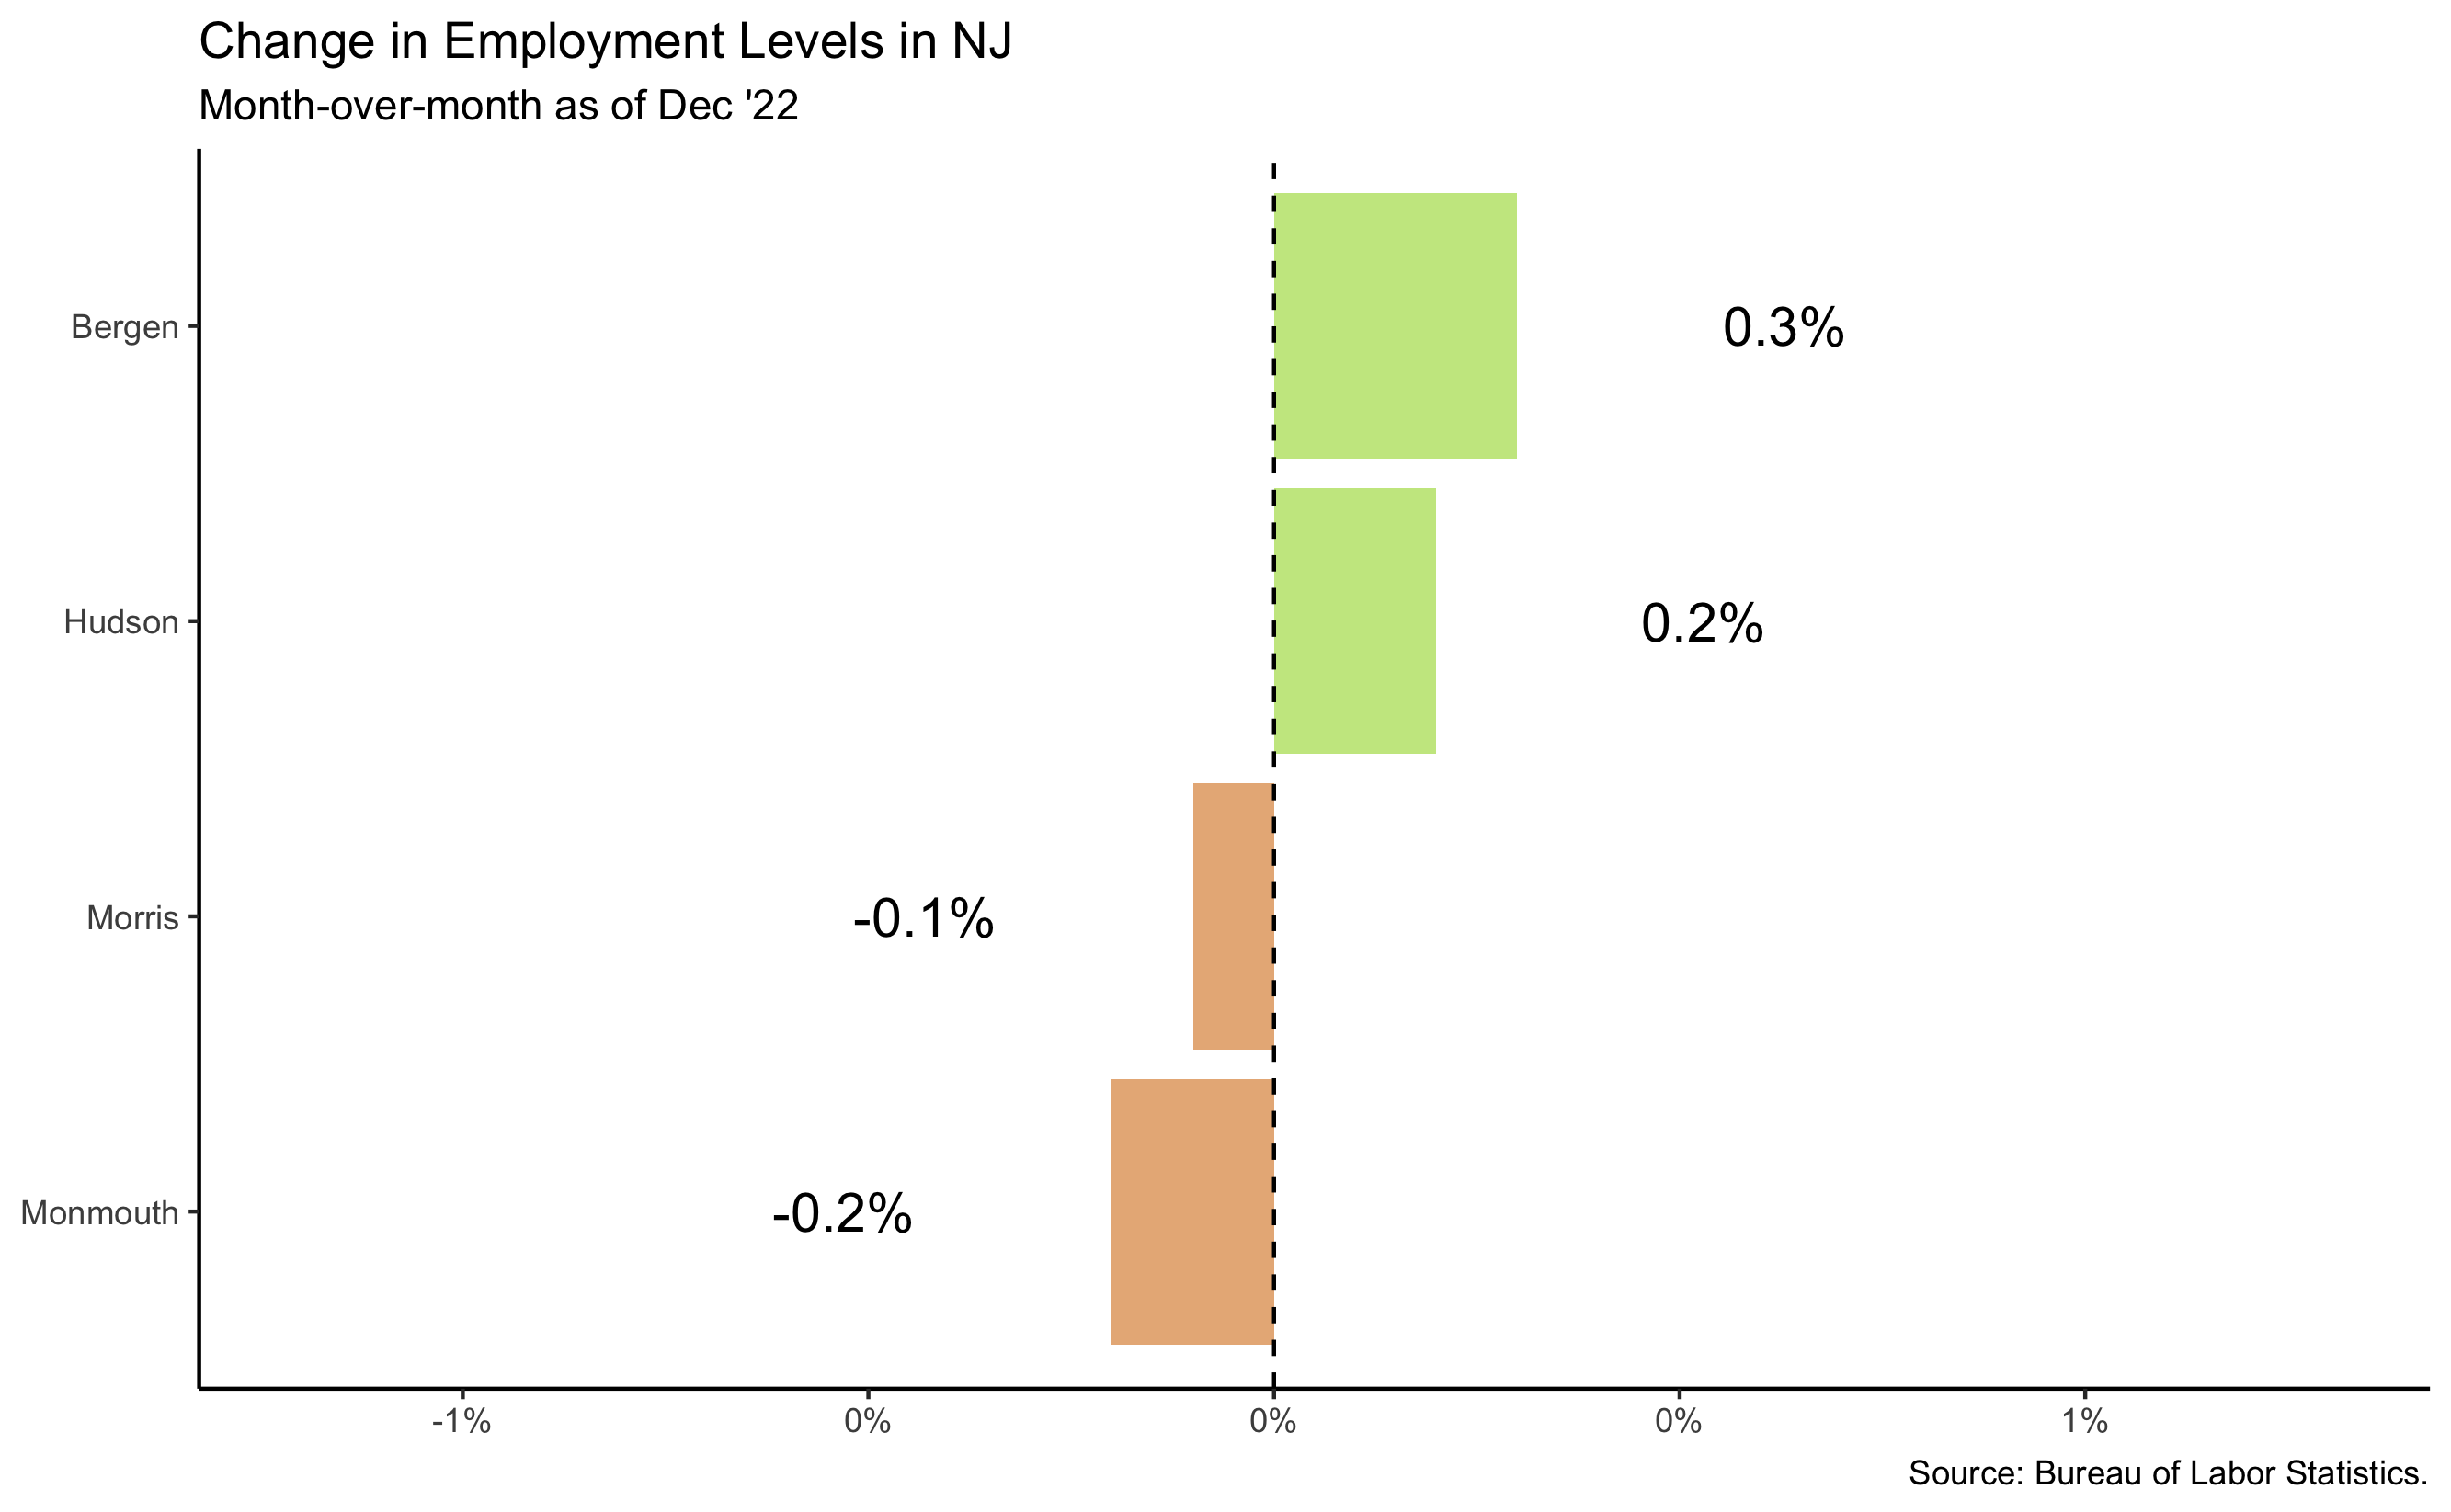 Change in Employment Levels in NJ
Month-over-month as of Dec '22
Bergen
0.3%
Hudson
0.2%
Morris
-0.1%
Monmouth
-0.2%
-1%
0%
0%
0%
1%
Source: Bureau of Labor Statistics.